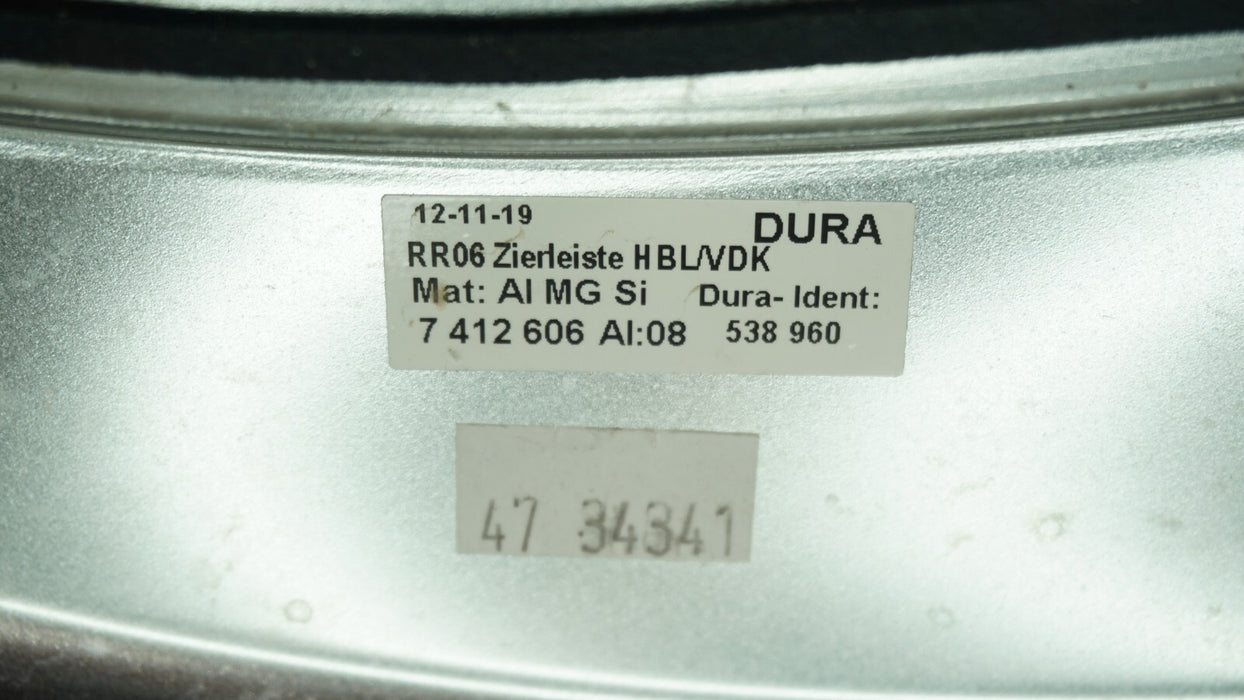 12-11-19 DURA
RR06 Zierleiste HBL/VDK
Mat: Al MG Si Dura- Ident:
7 412 606 AI:08 538 960
47 34341